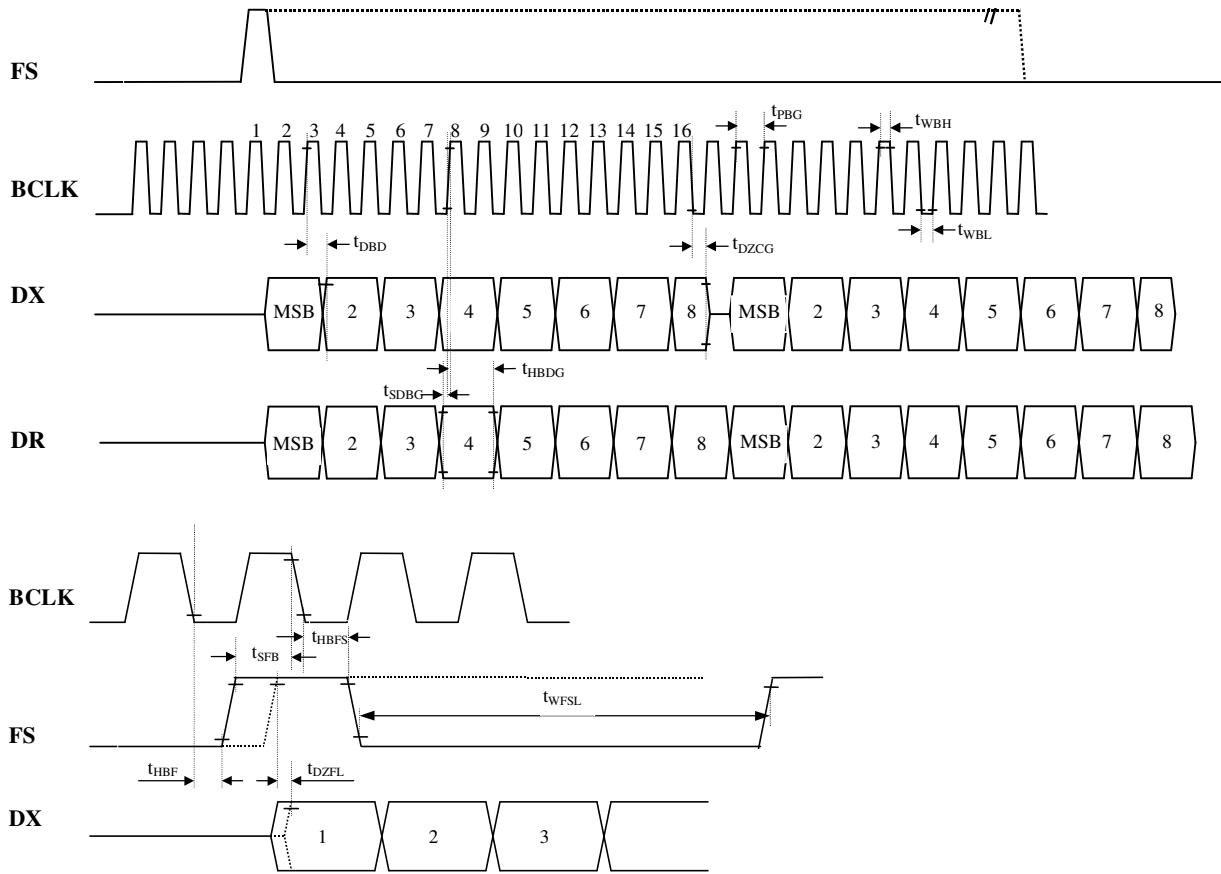 FS
1 2 3 4 5 6 7 8 9 10 11 12 13 14 15 16
tPBG
tWBH
BCLK
tDBD
tDZCG
tWBL
DX
MSB 2 3 4 5 6 7 8 MSB 2 3 4 5 6 7 8
tHBDG
tSDBG
DR
MSB 2 3 4 5 6 7 8 MSB 2 3 4 5 6 7 8
BCLK
tHBFS
tSFB
tWFSL
FS
tHBF
tDZFL
DX
1 2 3